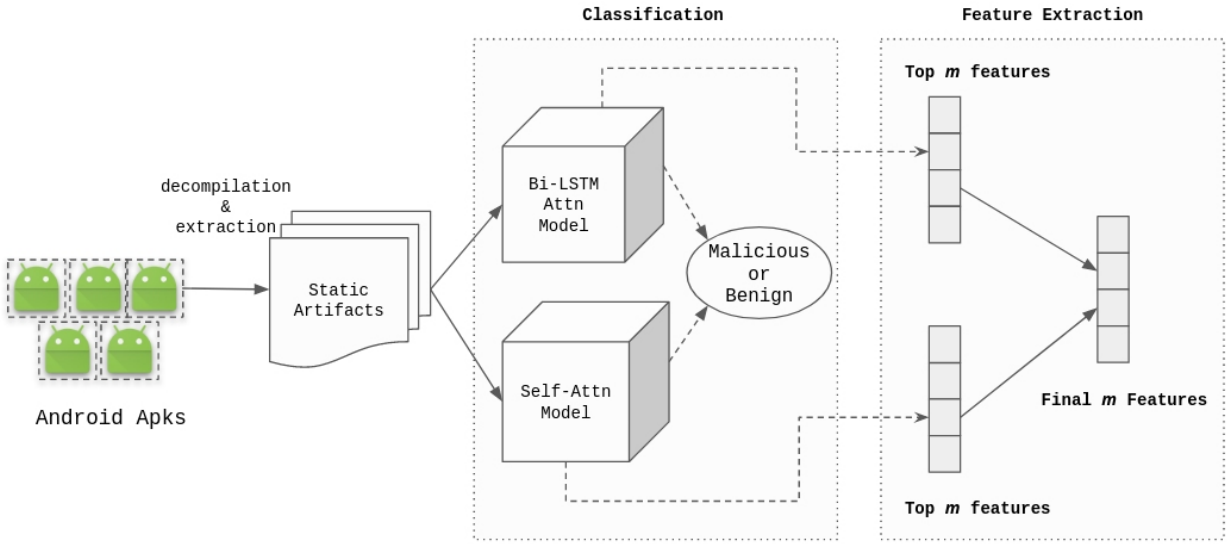 Classification
Feature Extraction
Top m features
decompilation
&
extraction
Bi-LSTM
Attn
Model
Malicious
or
Benign
Static
Artifacts
Self-Attn
Model
Android Apks
Final m Features
Top m features